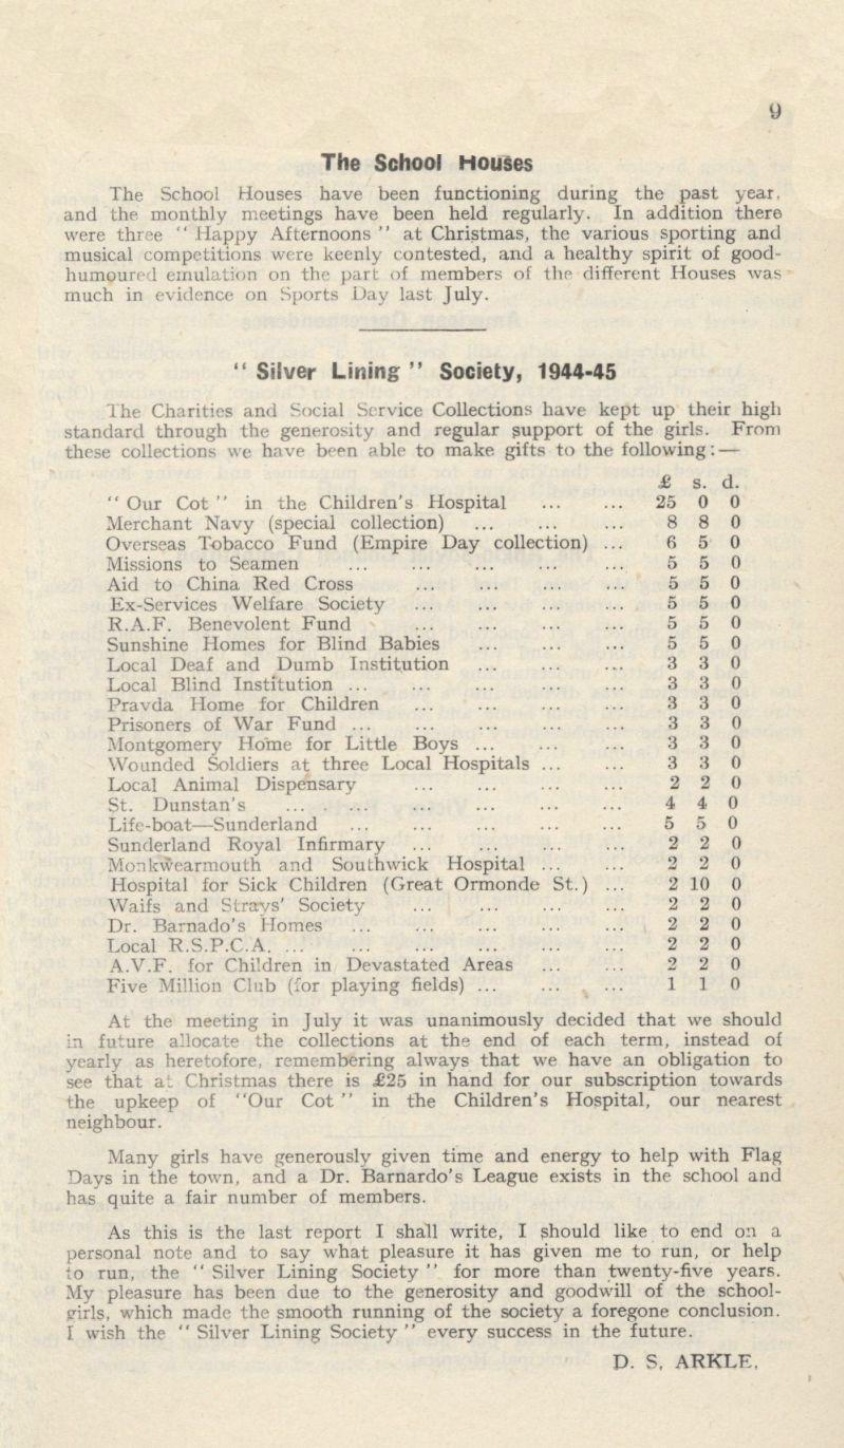 9
The School Houses
The School Houses have been functioning during the past year,
and the monthly meetings have been held regularly. In addition there
were three " Happy Afternoons " at Christmas, the various sporting and
musical competitions were keenly contested, and a healthy spirit of good-
humoured emulation on the part of members of the different Houses was
much in evidence on Sports Day last July.
" Silver Lining " Society, 1944-45
The Charities and Social Service Collections have kept up their high
standard through the generosity and regular support of the girls. From
these collections we have been able to make gifts to the following:—
£ s. d.
" Our Cot " in the Children's Hospital ... ... 25 0 0
Merchant Navy (special collection) ... ... ... 8 8 0
Overseas Tobacco Fund (Empire Day collection) ... 6 5 0
Missions to Seamen ... ... ... ... ... 5 5 0
Aid to China Red Cross ... ... ... ... 5 5 0
Ex-Services Welfare Society ... ... ... ... 5 5 0
R.A.F. Benevolent Fund ... ... ... ... 5 5 0
Sunshine Homes for Blind Babies ... ... ... 5 5 0
Local Deaf and Dumb Institution ... ... ... 3 3 0
Local Blind Institution ... ... ... ... ... 3 3 0
Pravda Home for Children ... ... ... ... 3 3 0
Prisoners of War Fund ... ... ... ... ... 3 3 0
Montgomery Home for Little Boys ... ... ... 3 3 0
Wounded Soldiers at three Local Hospitals ... ... 3 3 0
Local Animal Dispensary ... ... ... ... 2 2 0
St. Dunstan's ... ... ... ... ... ... 4 4 0
Life-boat—Sunderland ... ... ... ... ... 5 5 0
Sunderland Royal Infirmary ... ... ... ... 2 2 0
Monkwearmouth and Southwick Hospital ... ... 2 2 0
Hospital for Sick Children (Great Ormonde St.) ... 2 10 0
Waifs and Strays' Society ... ... ... ... 2 2 0
Dr. Barnado's Homes ... ... ... ... ... 2 2 0
Local R.S.P.C.A. ... ... ... ... ... ... 2 2 0
A.V.F. for Children in Devastated Areas ... ... 2 2 0
Five Million Club (for playing fields) ... ... ... 1 1 0
At the meeting in July it was unanimously decided that we should
in future allocate the collections at the end of each term, instead of
yearly as heretofore, remembering always that we have an obligation to
see that at Christmas there is £25 in hand for our subscription towards
the upkeep of "Our Cot " in the Children's Hospital, our nearest
neighbour.
Many girls have generously given time and energy to help with Flag
Days in the town, and a Dr. Barnardo's League exists in the school and
has quite a fair number of members.
As this is the last report I shall write, I should like to end on a
personal note and to say what pleasure it has given me to run, or help
to run, the " Silver Lining Society " for more than twenty-five years.
My pleasure has been due to the generosity and goodwill of the school-
girls, which made the smooth running of the society a foregone conclusion.
I wish the " Silver Lining Society " every success in the future.
D. S. ARKLE.